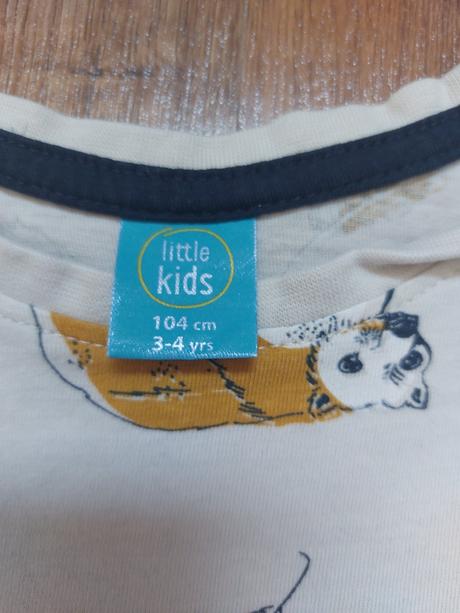 little
kids
104 cm
3-4 yrs